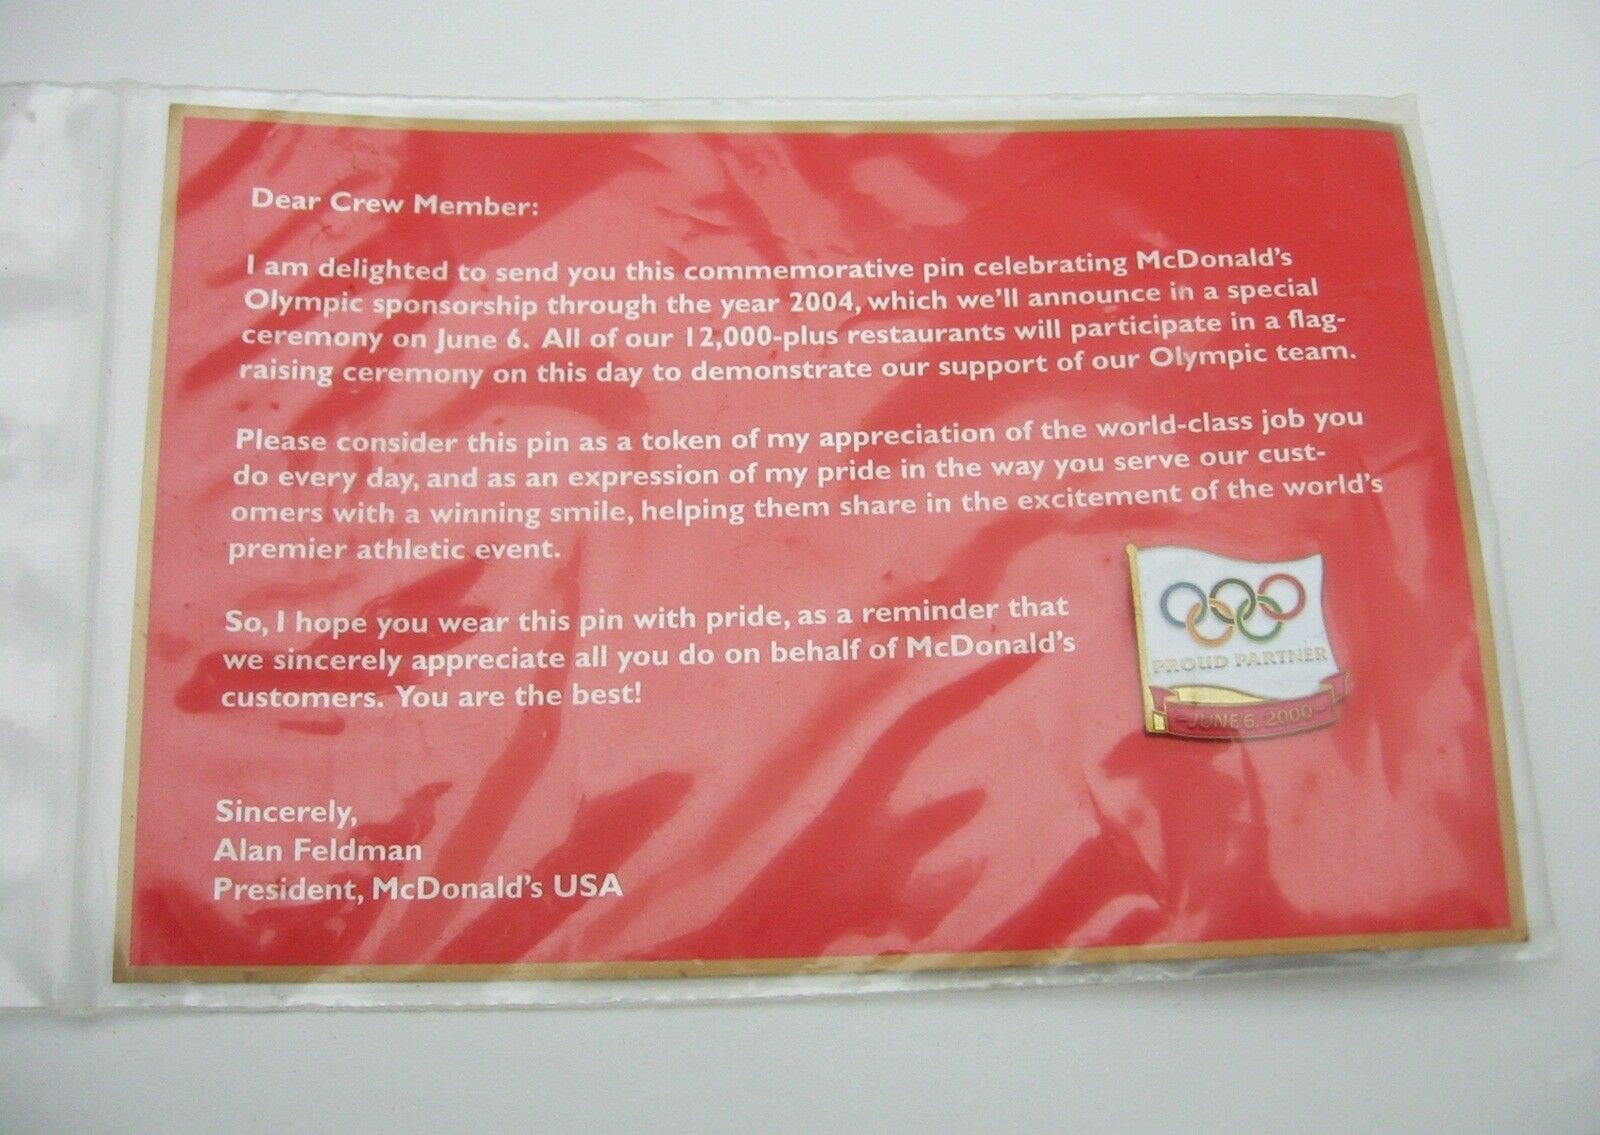 Dear Crew Member:
I am delighted to send you this commemorative pin celebrating McDonald's
Olympic sponsorship through the year 2004, which we'll announce in a special
ceremony on June 6. All of our 12,000-plus restaurants will participate in a flag-
raising ceremony on this day to demonstrate our support of our Olympic team.
Please consider this pin as a token of my appreciation of the world-class job you
do every day, and as an expression of my pride in the way you serve our cust-
omers with a winning smile, helping them share in the excitement of the world's
premier athletic event.
So, I hope you wear this pin with pride, as a reminder that
we sincerely appreciate all you do on behalf of McDonald's
customers. You are the best!
PROUD PARTNER
-JUNE 6, 2000-
Sincerely,
Alan Feldman
President, McDonald's USA